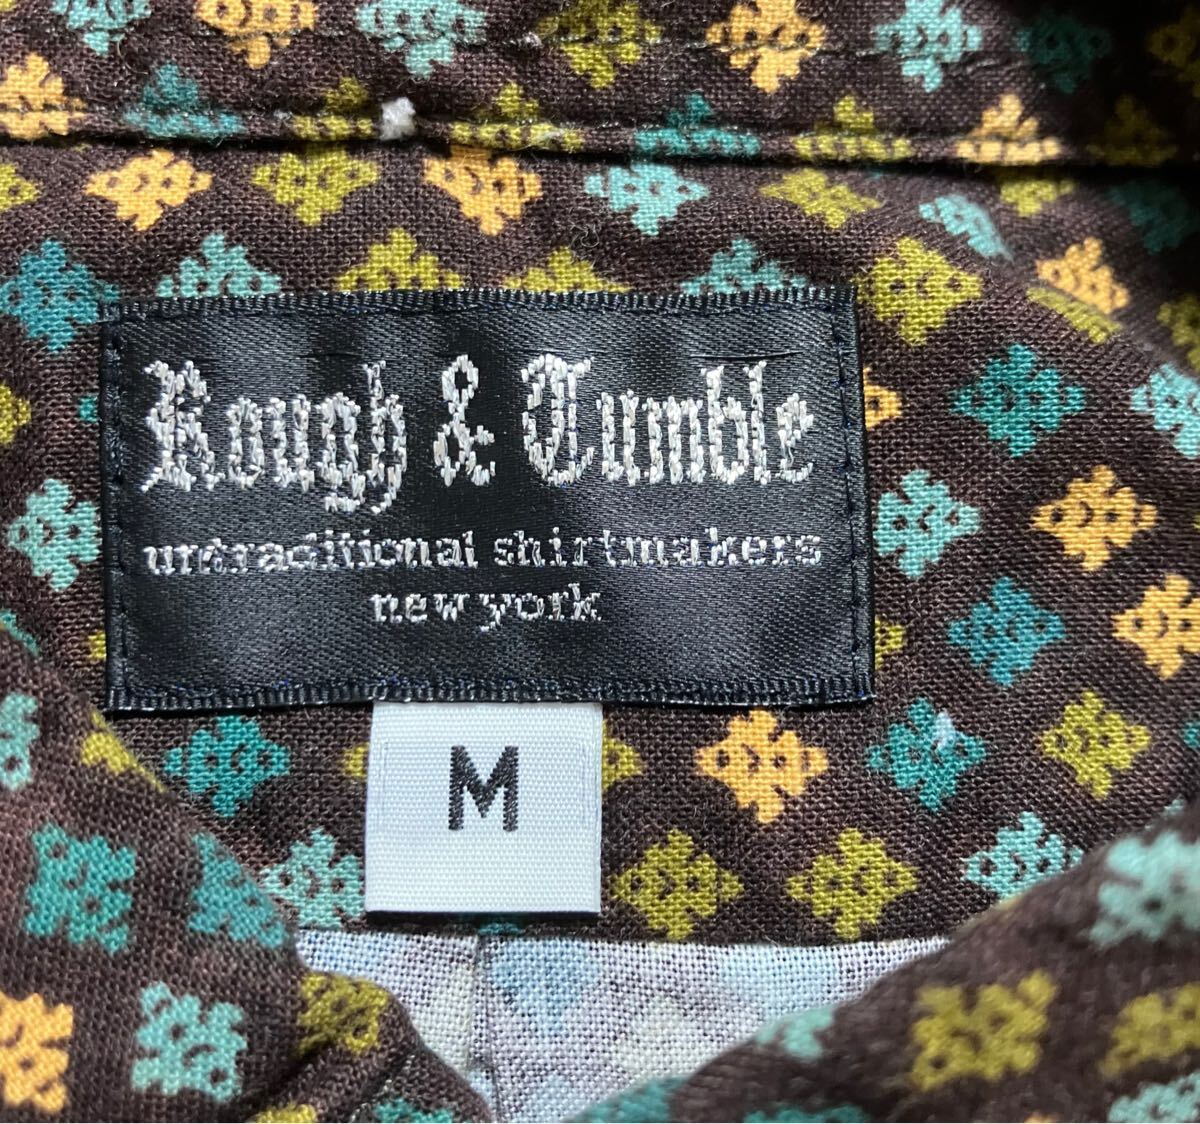 Rough & Tumble
untraditional shirtmakers
new york
M